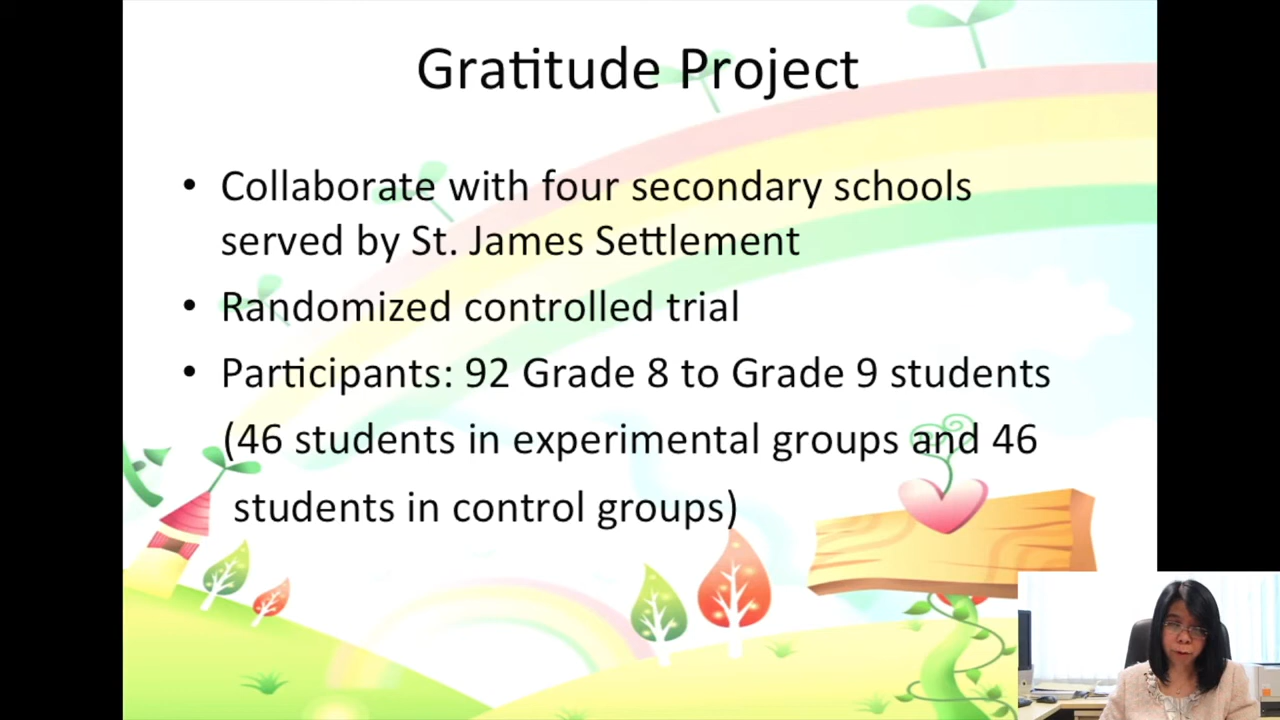 Gratitude Project
• Collaborate with four secondary schools
served by St. James Settlement
• Randomized controlled trial
• Participants: 92 Grade 8 to Grade 9 students
(46 students in experimental groups and 46
students in control groups)